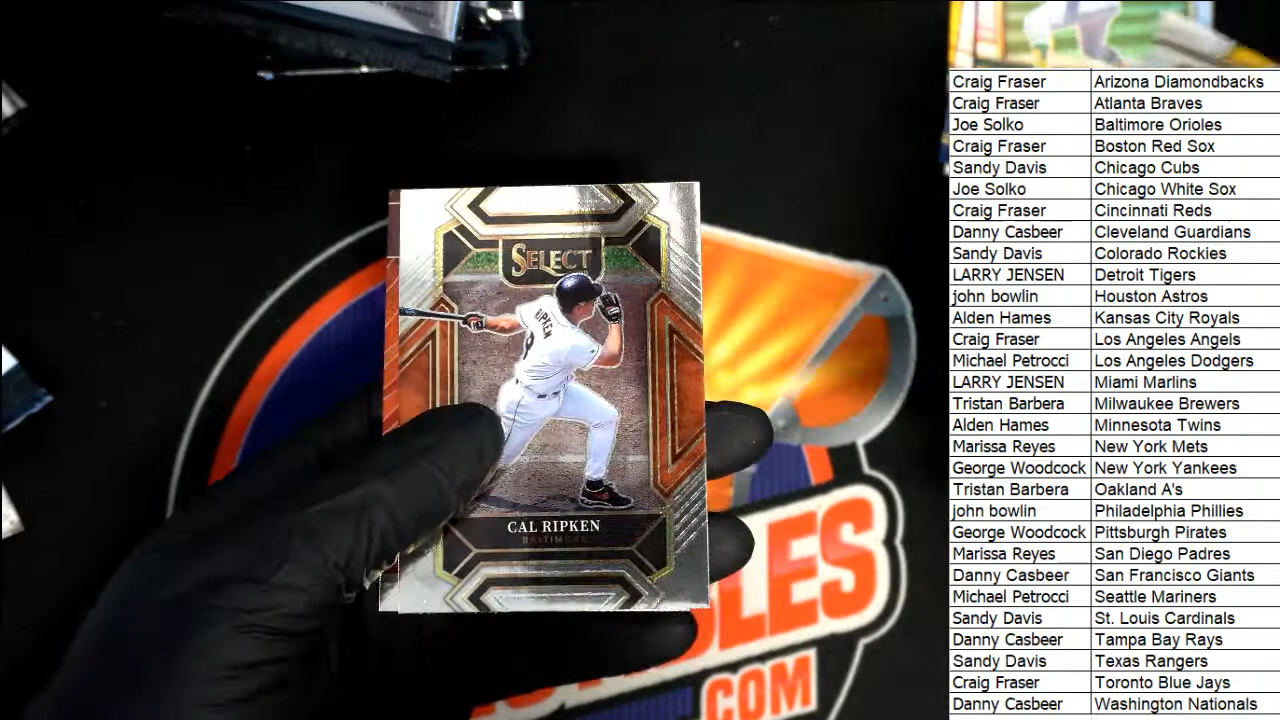 SELECT
RIPKEN
8
CAL RIPKEN
BALTIMORE
LES
.COM
Craig Fraser Arizona Diamondbacks
Craig Fraser Atlanta Braves
Joe Solko Baltimore Orioles
Craig Fraser Boston Red Sox
Sandy Davis Chicago Cubs
Joe Solko Chicago White Sox
Craig Fraser Cincinnati Reds
Danny Casbeer Cleveland Guardians
Sandy Davis Colorado Rockies
LARRY JENSEN Detroit Tigers
john bowlin Houston Astros
Alden Hames Kansas City Royals
Craig Fraser Los Angeles Angels
Michael Petrocci Los Angeles Dodgers
LARRY JENSEN Miami Marlins
Tristan Barbera Milwaukee Brewers
Alden Hames Minnesota Twins
Marissa Reyes New York Mets
George Woodcock New York Yankees
Tristan Barbera Oakland A's
john bowlin Philadelphia Phillies
George Woodcock Pittsburgh Pirates
Marissa Reyes San Diego Padres
Danny Casbeer San Francisco Giants
Michael Petrocci Seattle Mariners
Sandy Davis St. Louis Cardinals
Danny Casbeer Tampa Bay Rays
Sandy Davis Texas Rangers
Craig Fraser Toronto Blue Jays
Danny Casbeer Washington Nationals